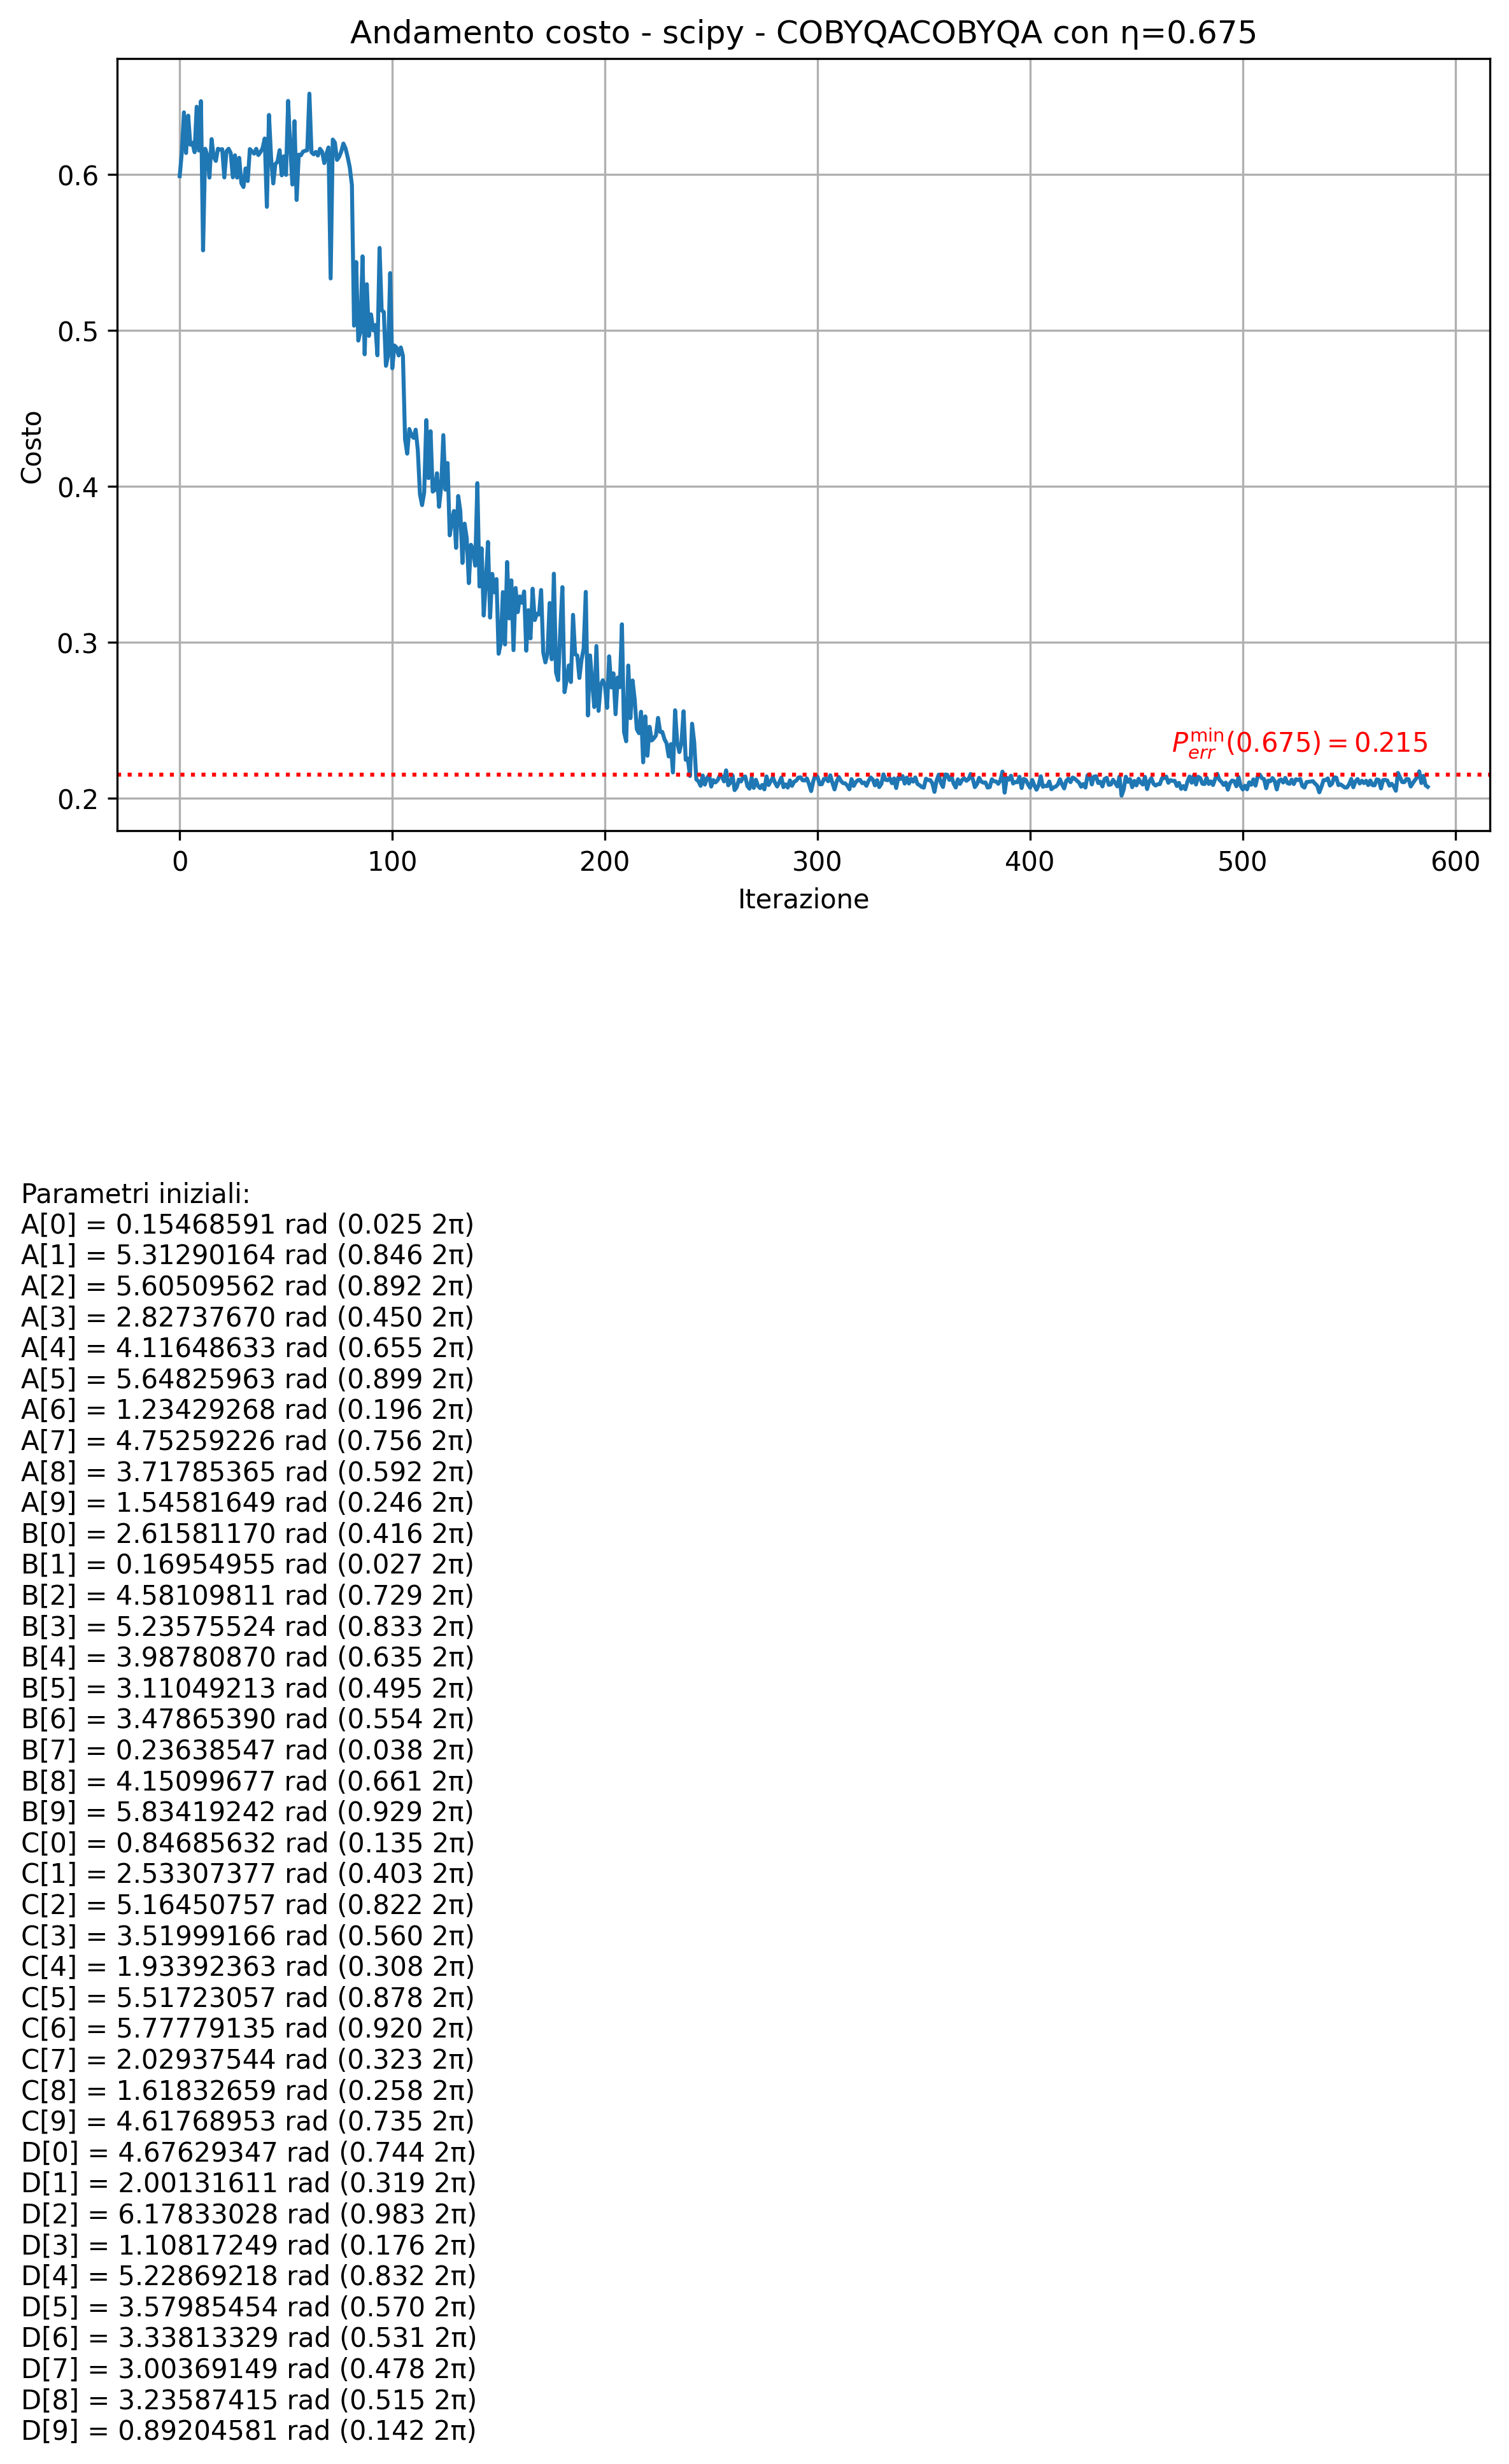 Andamento costo - scipy - COBYQACOBYQA con η=0.675
0.6
0.5
0.4
0.3
0.2
Costo
P_err^min(0.675) = 0.215
0 100 200 300 400 500 600
Iterazione
Parametri iniziali:
A[0] = 0.15468591 rad (0.025 2π)
A[1] = 5.31290164 rad (0.846 2π)
A[2] = 5.60509562 rad (0.892 2π)
A[3] = 2.82737670 rad (0.450 2π)
A[4] = 4.11648633 rad (0.655 2π)
A[5] = 5.64825963 rad (0.899 2π)
A[6] = 1.23429268 rad (0.196 2π)
A[7] = 4.75259226 rad (0.756 2π)
A[8] = 3.71785365 rad (0.592 2π)
A[9] = 1.54581649 rad (0.246 2π)
B[0] = 2.61581170 rad (0.416 2π)
B[1] = 0.16954955 rad (0.027 2π)
B[2] = 4.58109811 rad (0.729 2π)
B[3] = 5.23575524 rad (0.833 2π)
B[4] = 3.98780870 rad (0.635 2π)
B[5] = 3.11049213 rad (0.495 2π)
B[6] = 3.47865390 rad (0.554 2π)
B[7] = 0.23638547 rad (0.038 2π)
B[8] = 4.15099677 rad (0.661 2π)
B[9] = 5.83419242 rad (0.929 2π)
C[0] = 0.84685632 rad (0.135 2π)
C[1] = 2.53307377 rad (0.403 2π)
C[2] = 5.16450757 rad (0.822 2π)
C[3] = 3.51999166 rad (0.560 2π)
C[4] = 1.93392363 rad (0.308 2π)
C[5] = 5.51723057 rad (0.878 2π)
C[6] = 5.77779135 rad (0.920 2π)
C[7] = 2.02937544 rad (0.323 2π)
C[8] = 1.61832659 rad (0.258 2π)
C[9] = 4.61768953 rad (0.735 2π)
D[0] = 4.67629347 rad (0.744 2π)
D[1] = 2.00131611 rad (0.319 2π)
D[2] = 6.17833028 rad (0.983 2π)
D[3] = 1.10817249 rad (0.176 2π)
D[4] = 5.22869218 rad (0.832 2π)
D[5] = 3.57985454 rad (0.570 2π)
D[6] = 3.33813329 rad (0.531 2π)
D[7] = 3.00369149 rad (0.478 2π)
D[8] = 3.23587415 rad (0.515 2π)
D[9] = 0.89204581 rad (0.142 2π)